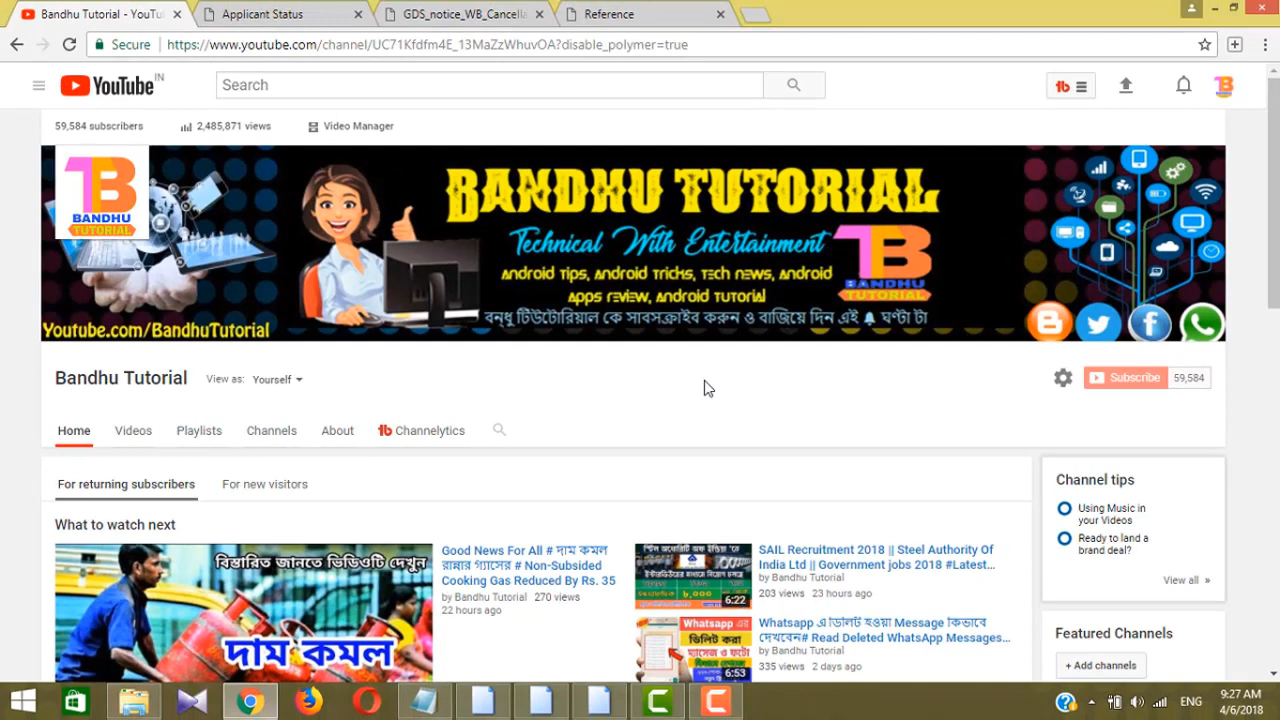 Bandhu Tutorial - YouTu
Applicant Status
GDS_notice_WB_Cancella
Reference
Secure
https://www.youtube.com/channel/UC71Kfdfm4E_13MaZzWhuvOA?disable_polymer=true
YouTube IN
Search
59,584 subscribers
2,485,871 views
Video Manager
TB
BANDHU
TUTORIAL
BANDHU TUTORIAL
Technical With Entertainment
Android tips, Android tricks, Tech news, Android
Apps review, Android tutorial
বন্ধু টিউটোরিয়াল কে সাবসক্রাইব করুন ও বাজিয়ে দিন এই ঘণ্টা টা
TB
BANDHU
TUTORIAL
Youtube.com/BandhuTutorial
Bandhu Tutorial
View as: Yourself
Subscribe 59,584
Home
Videos
Playlists
Channels
About
Channelytics
For returning subscribers
For new visitors
What to watch next
বিস্তারিত জানতে ভিডিওটি দেখুন
দাম কমল
Good News For All # দাম কমল
রান্নার গ্যাসের # Non-Subsided
Cooking Gas Reduced By Rs. 35
by Bandhu Tutorial 270 views
22 hours ago
6:22
SAIL Recruitment 2018 || Steel Authority Of
India Ltd || Government jobs 2018 #Latest...
by Bandhu Tutorial
203 views 23 hours ago
Whatsapp এর
ডিলিট করা
ম্যাসেজ ও ফটো
6:53
Whatsapp এ ডিলট হওয়া Message কিভাবে
দেখবেন# Read Deleted WhatsApp Messages...
335 views 2 days ago
Channel tips
Using Music in
your Videos
Ready to land a
brand deal?
View all »
Featured Channels
+ Add channels
ENG
9:27 AM
4/6/2018